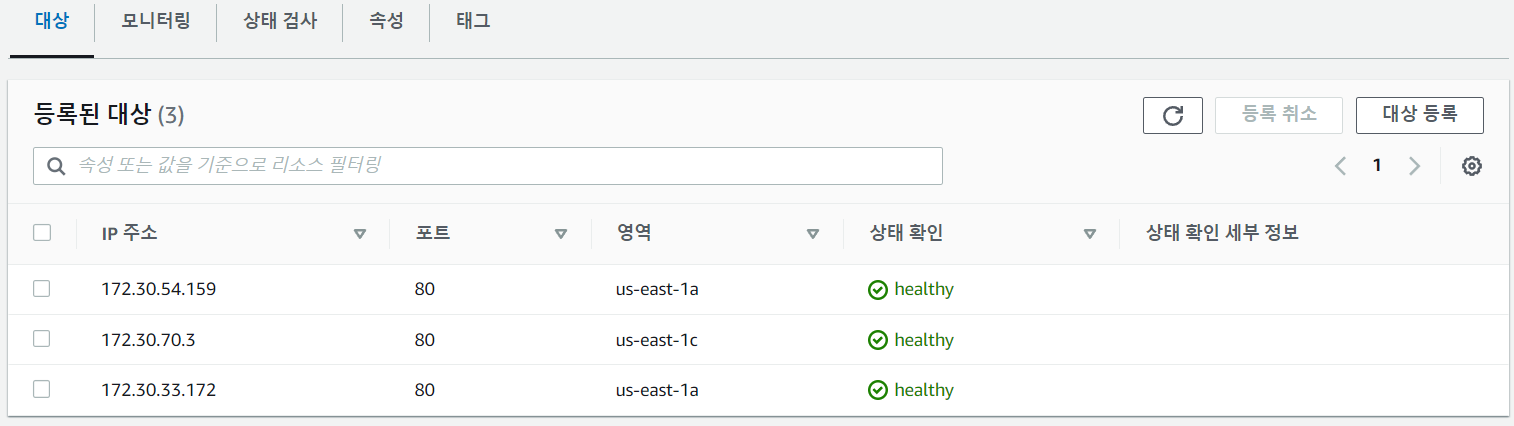 대상 모니터링 상태 검사 속성 태그
등록된 대상 (3) 등록 취소 대상 등록
속성 또는 값을 기준으로 리소스 필터링 1
IP 주소 포트 영역 상태 확인 상태 확인 세부 정보
172.30.54.159 80 us-east-1a healthy
172.30.70.3 80 us-east-1c healthy
172.30.33.172 80 us-east-1a healthy